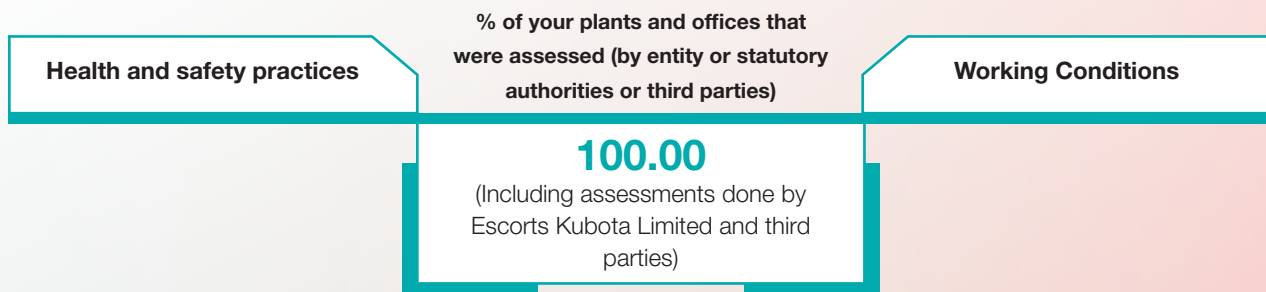 Health and safety practices
% of your plants and offices that
were assessed (by entity or statutory
authorities or third parties)
Working Conditions
100.00
(Including assessments done by
Escorts Kubota Limited and third
parties)